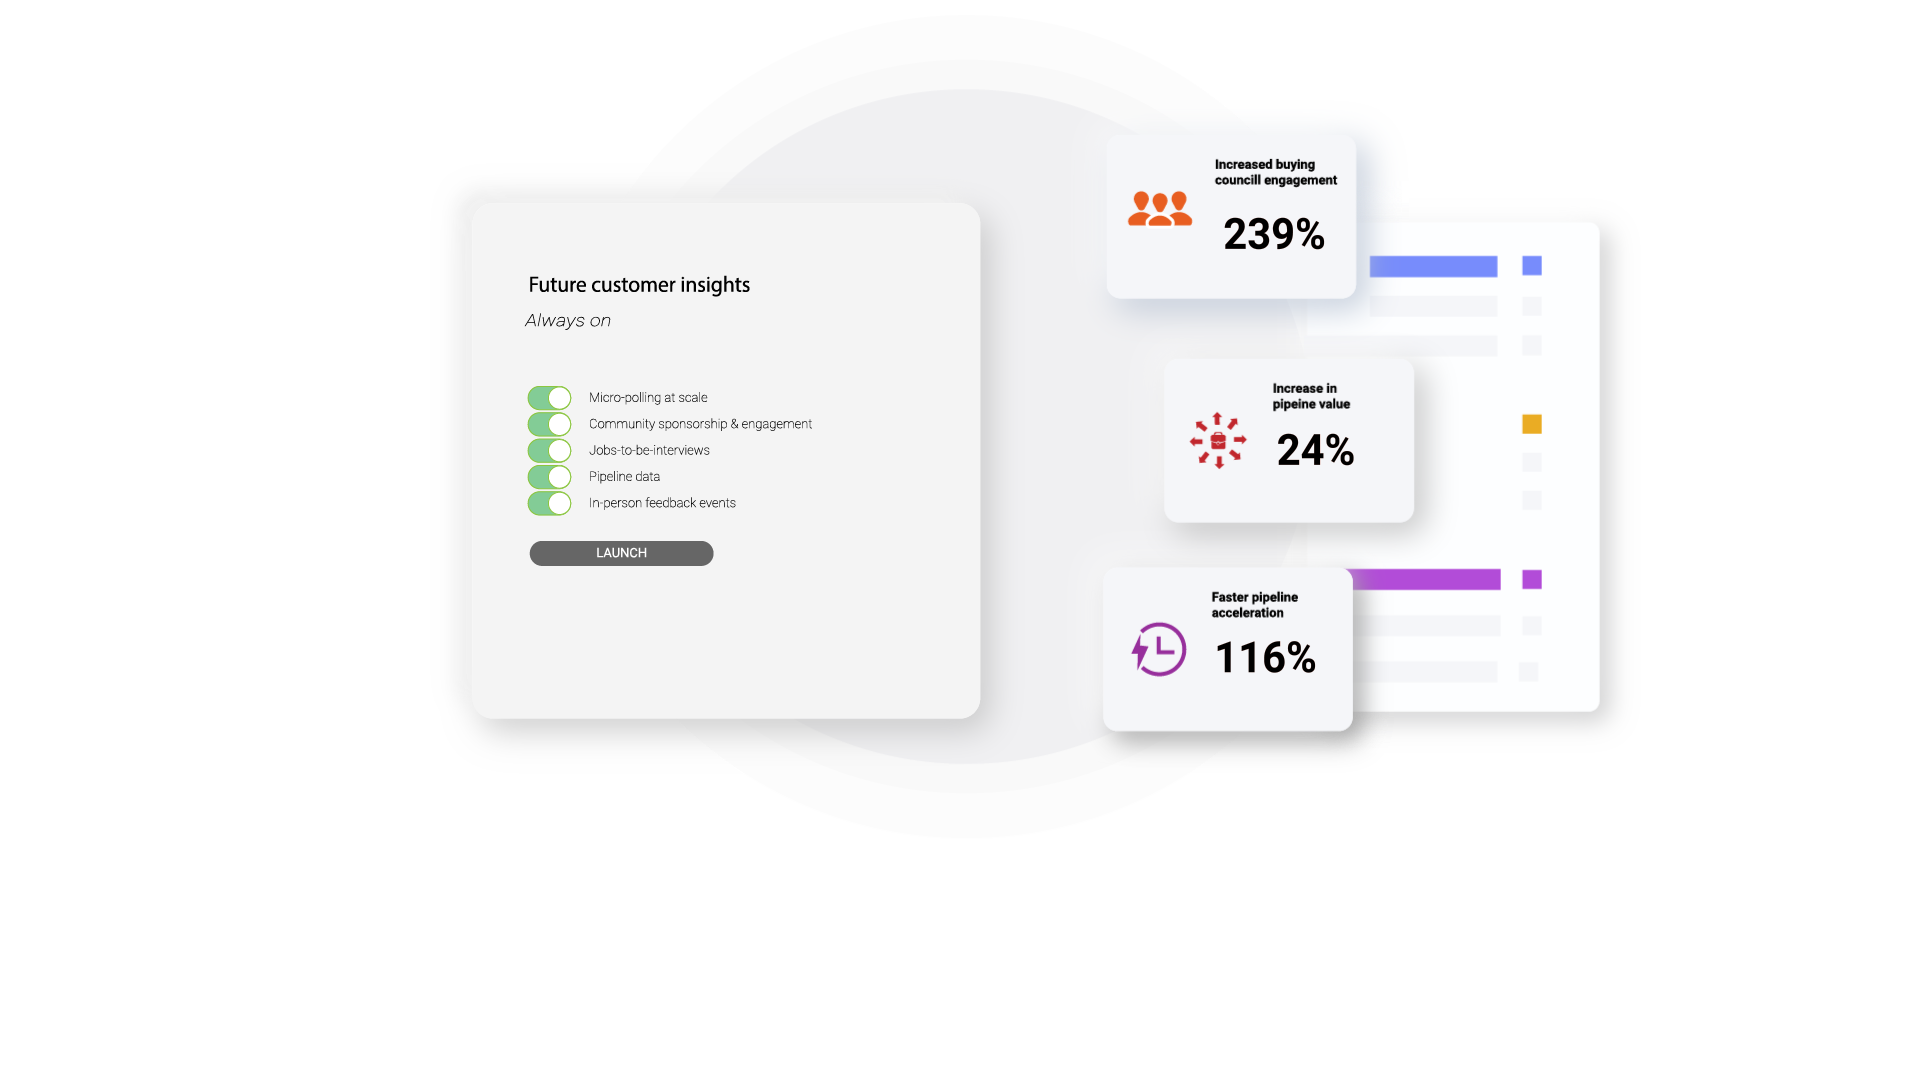 Future customer insights
Always on
Micro-polling at scale
Community sponsorship & engagement
Jobs-to-be-interviews
Pipeline data
In-person feedback events
LAUNCH
Increased buying
councill engagement
239%
Increase in
pipeine value
24%
Faster pipeline
acceleration
116%